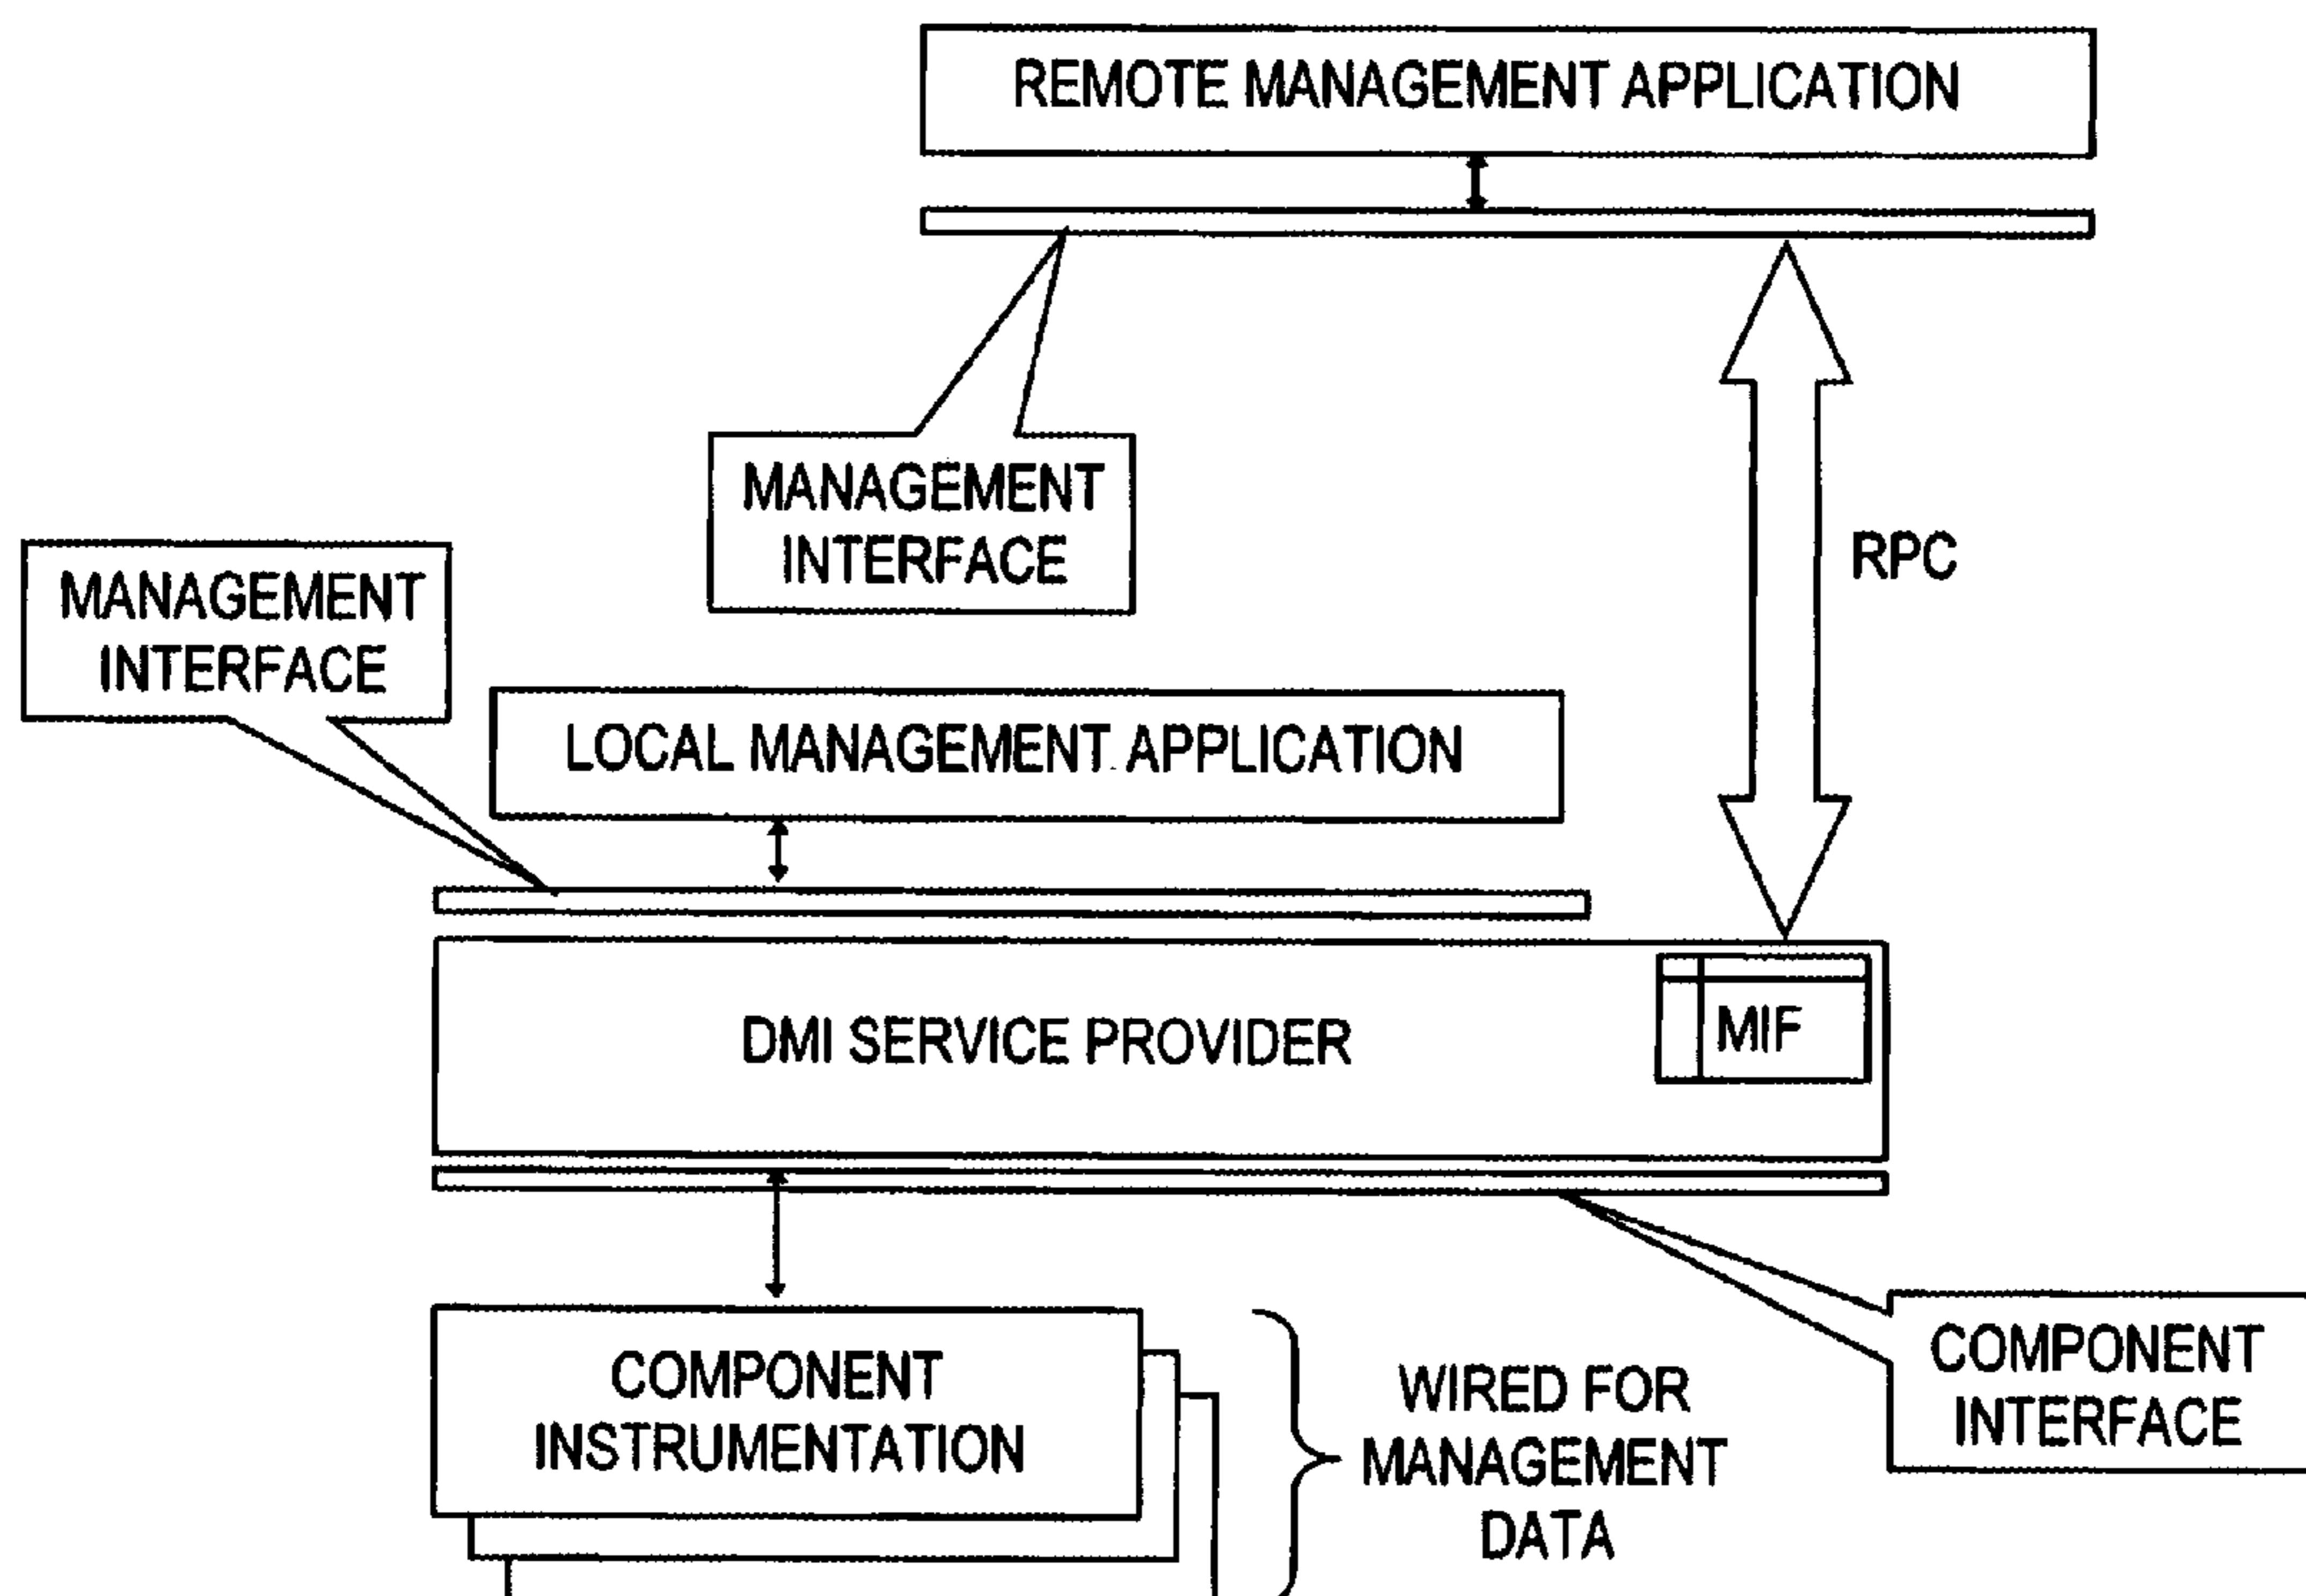 REMOTE MANAGEMENT APPLICATION
MANAGEMENT
INTERFACE
RPC
MANAGEMENT
INTERFACE
LOCAL MANAGEMENT APPLICATION
DMI SERVICE PROVIDER
MIF
COMPONENT
INSTRUMENTATION
WIRED FOR
MANAGEMENT
DATA
COMPONENT
INTERFACE